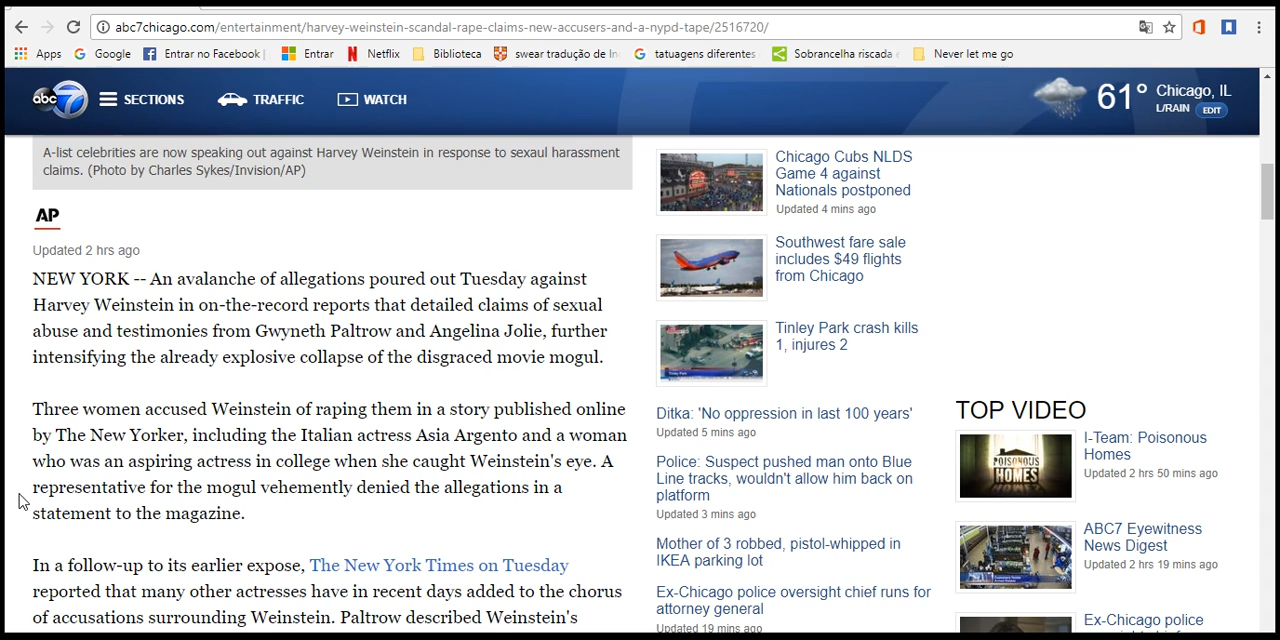 abc7chicago.com/entertainment/harvey-weinstein-scandal-rape-claims-new-accusers-and-a-nypd-tape/2516720/
Apps Google Entrar no Facebook Entrar Netflix Biblioteca swear tradução de In tatuagens diferentes Sobrancelha riscada Never let me go
abc 7 SECTIONS TRAFFIC WATCH 61° Chicago, IL
L/RAIN EDIT
A-list celebrities are now speaking out against Harvey Weinstein in response to sexaul harassment
claims. (Photo by Charles Sykes/Invision/AP)
AP
Updated 2 hrs ago
NEW YORK -- An avalanche of allegations poured out Tuesday against
Harvey Weinstein in on-the-record reports that detailed claims of sexual
abuse and testimonies from Gwyneth Paltrow and Angelina Jolie, further
intensifying the already explosive collapse of the disgraced movie mogul.
Three women accused Weinstein of raping them in a story published online
by The New Yorker, including the Italian actress Asia Argento and a woman
who was an aspiring actress in college when she caught Weinstein's eye. A
representative for the mogul vehemently denied the allegations in a
statement to the magazine.
In a follow-up to its earlier expose, The New York Times on Tuesday
reported that many other actresses have in recent days added to the chorus
of accusations surrounding Weinstein. Paltrow described Weinstein's
Chicago Cubs NLDS
Game 4 against
Nationals postponed
Updated 4 mins ago
Southwest fare sale
includes $49 flights
from Chicago
Tinley Park crash kills
1, injures 2
Ditka: 'No oppression in last 100 years'
Updated 5 mins ago
Police: Suspect pushed man onto Blue
Line tracks, wouldn't allow him back on
platform
Updated 3 mins ago
Mother of 3 robbed, pistol-whipped in
IKEA parking lot
Ex-Chicago police oversight chief runs for
attorney general
Updated 19 mins ago
TOP VIDEO
POISONOUS
HOMES
I-Team: Poisonous
Homes
Updated 2 hrs 50 mins ago
ABC7 Eyewitness
News Digest
Updated 2 hrs 19 mins ago
Ex-Chicago police